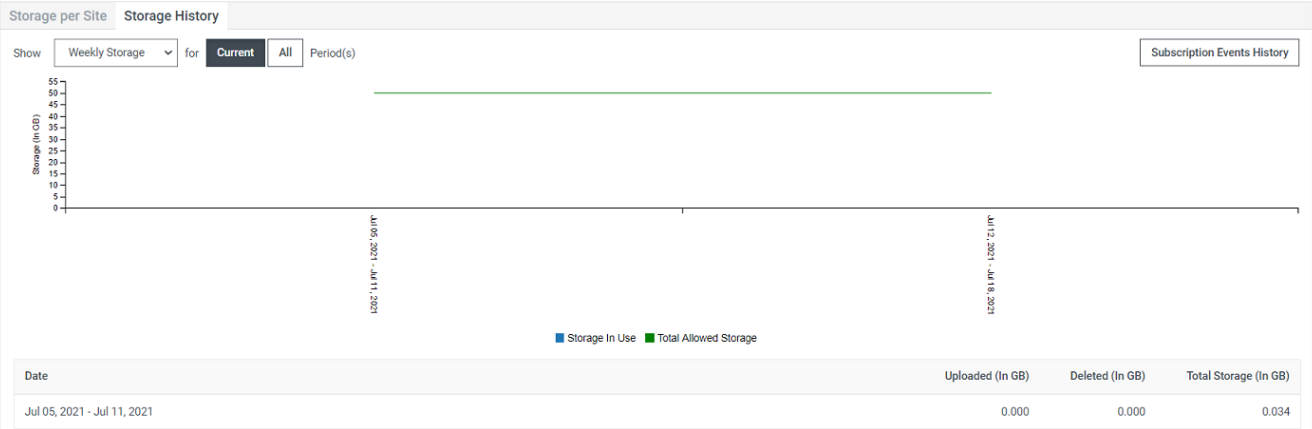 Storage per Site Storage History
Show Weekly Storage for Current All Period(s) Subscription Events History
55
50
45
40
35
30
25
20
15
10
5
0
Storage (In GB)
Jul 05, 2021 - Jul 11, 2021
Jul 12, 2021 - Jul 18, 2021
Storage In Use Total Allowed Storage
Date Uploaded (In GB) Deleted (In GB) Total Storage (In GB)
Jul 05, 2021 - Jul 11, 2021 0.000 0.000 0.034